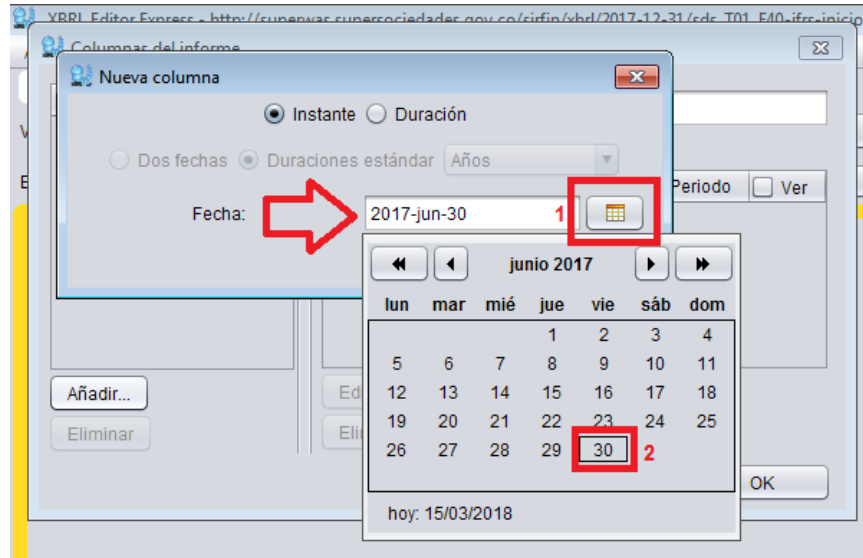 XBRL Editor Express - http://superwas.supersociedades.gov.co/sirfin/xbrl/2017-12-31/sds_T01_E40-ifrs-inicio
Columnas del informe
Nueva columna
Instante Duración
Dos fechas Duraciones estándar Años
Periodo Ver
Fecha: 2017-jun-30 1
junio 2017
lun mar mié jue vie sáb dom
1 2 3 4
5 6 7 8 9 10 11
12 13 14 15 16 17 18
19 20 21 22 23 24 25
26 27 28 29 30 2
Añadir...
Eliminar
OK
hoy: 15/03/2018